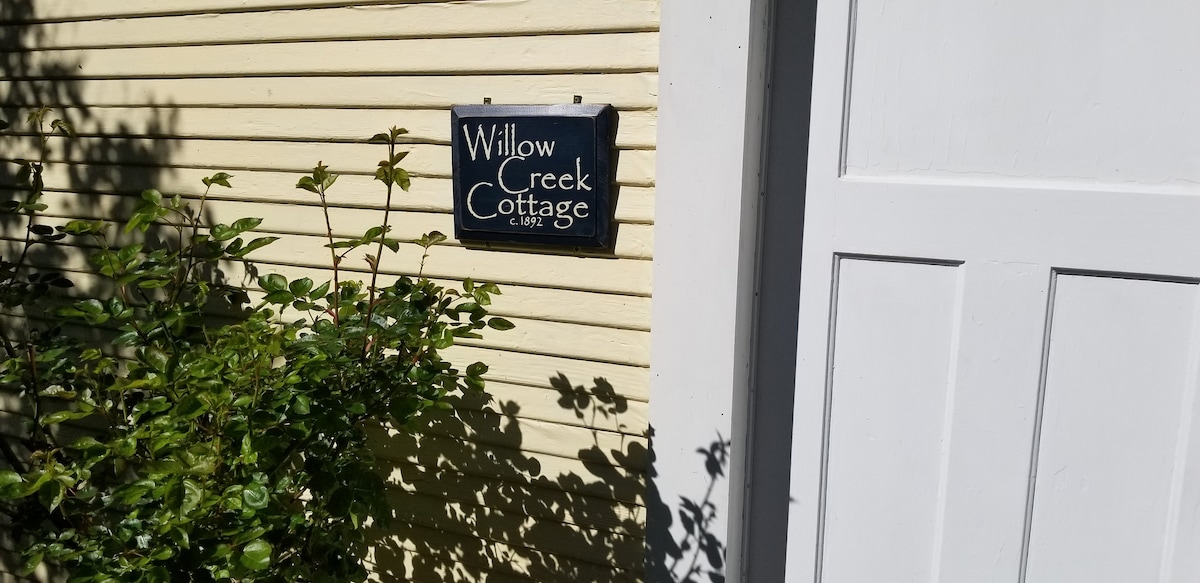 Willow
Creek
Cottage
c. 1892